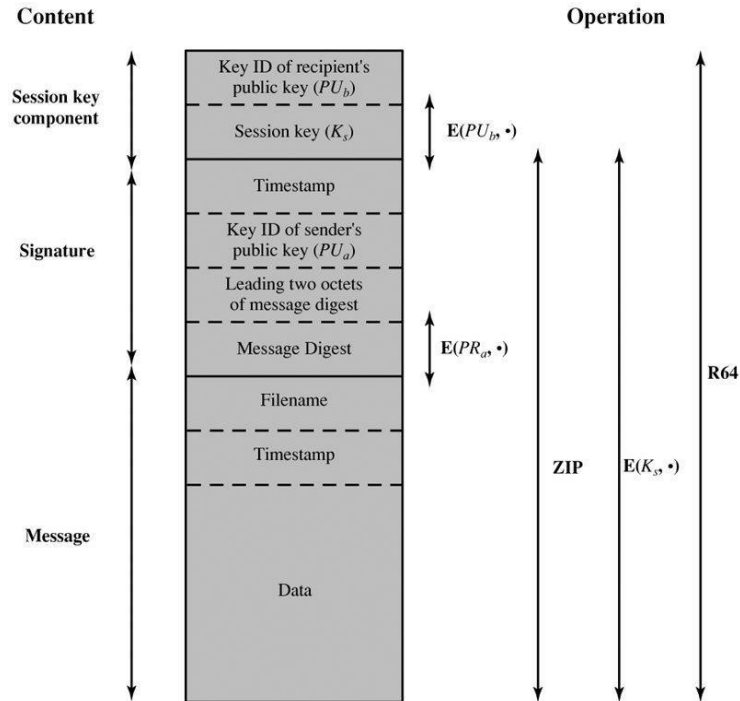 Content
Operation
Key ID of recipient's
public key (PUb)
Session key
component
Session key (Ks)
E(PUb, •)
Timestamp
Signature
Key ID of sender's
public key (PUa)
Leading two octets
of message digest
Message Digest
E(PRa, •)
R64
Filename
Timestamp
ZIP
E(Ks, •)
Message
Data